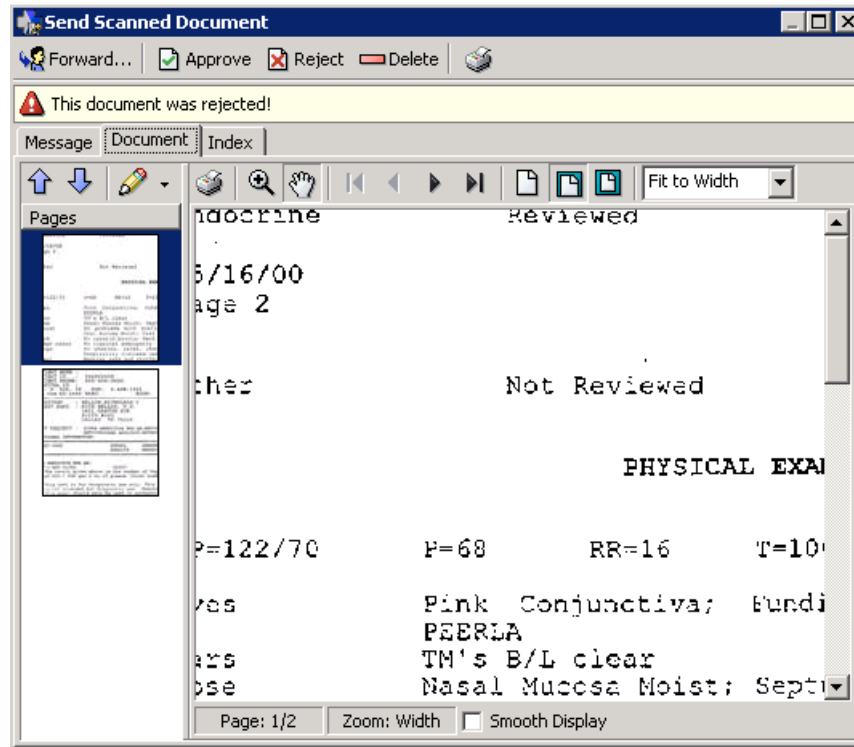 Send Scanned Document
Forward... Approve Reject Delete
This document was rejected!
Message Document Index
Fit to Width
Pages
ndocrine Reviewed
5/16/00
age 2
ther Not Reviewed
PHYSICAL EXAM
P=122/70 P=68 RR=16 T=10
yes Pink Conjunctiva; Fundi
PEERLA
ars TM's B/L clear
ose Nasal Mucosa Moist; Sept
Page: 1/2 Zoom: Width Smooth Display